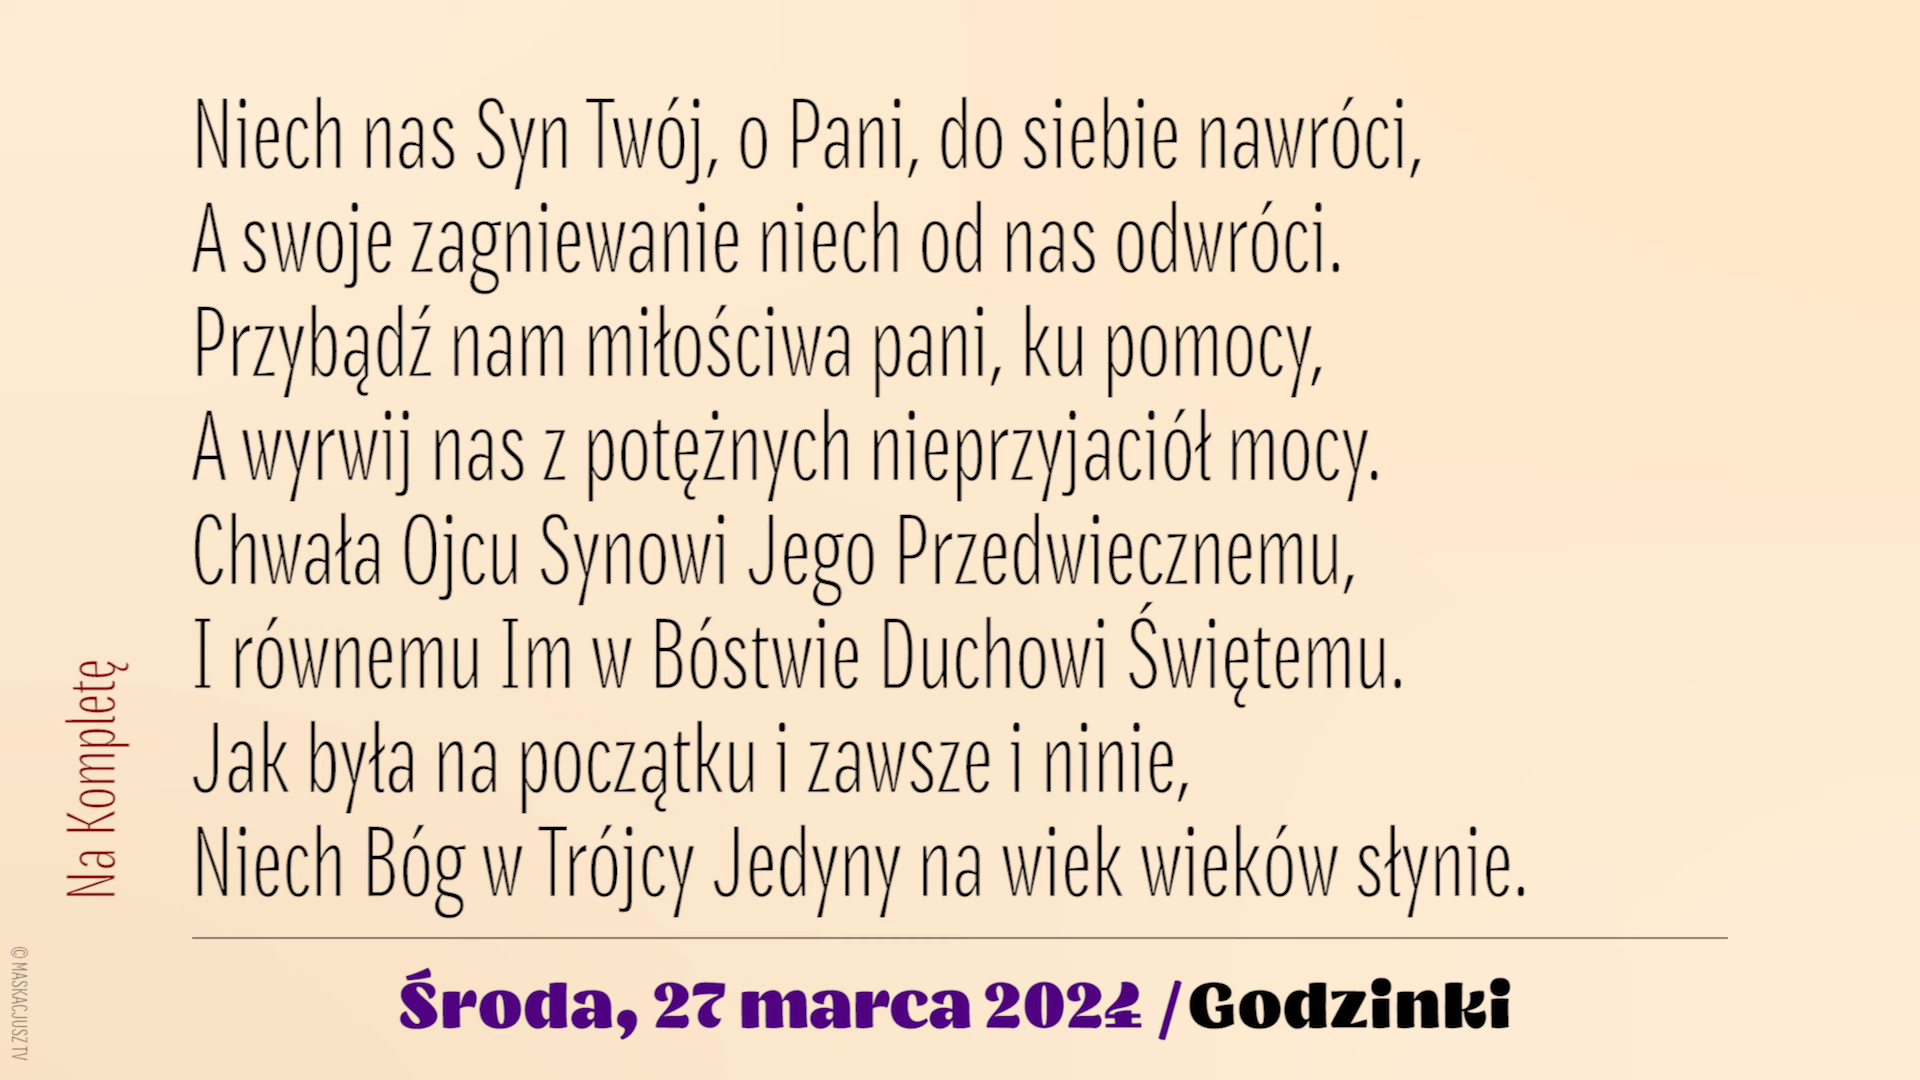 Niech nas Syn Twój, o Pani, do siebie nawróci,
A swoje zagniewanie niech od nas odwróci.
Przybądź nam miłościwa pani, ku pomocy,
A wyrwij nas z potężnych nieprzyjaciół mocy.
Chwała Ojcu Synowi Jego Przedwiecznemu,
I równemu Im w Bóstwie Duchowi Świętemu.
Jak była na początku i zawsze i ninie,
Niech Bóg w Trójcy Jedyny na wiek wieków słynie.
Na Kompletę
Środa, 27 marca 2024 / Godzinki
© MASKACJUSZ TV